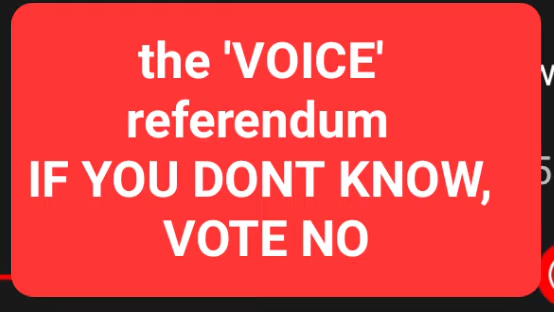 the 'VOICE'
referendum
IF YOU DONT KNOW,
VOTE NO